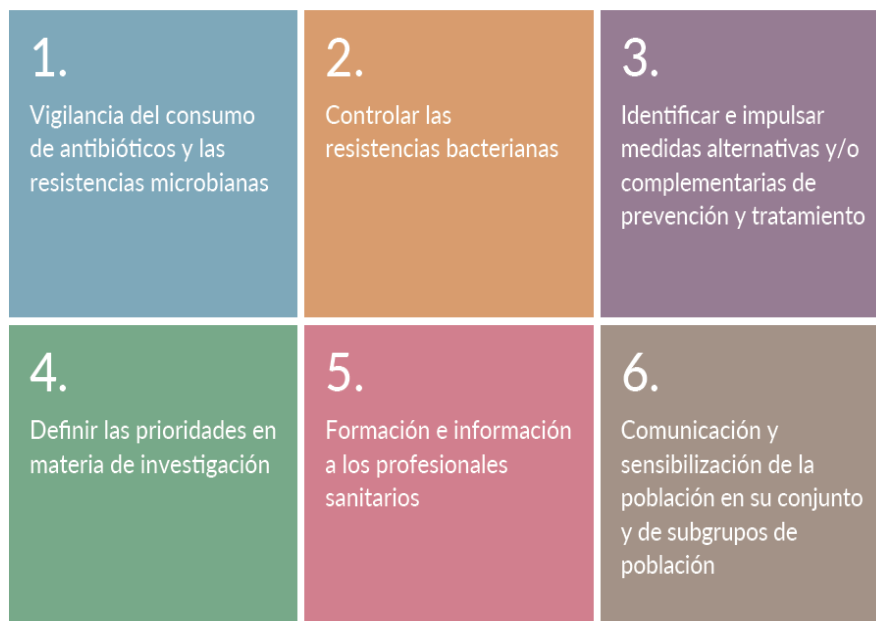 1.
Vigilancia del consumo
de antibióticos y las
resistencias microbianas
2.
Controlar las
resistencias bacterianas
3.
Identificar e impulsar
medidas alternativas y/o
complementarias de
prevención y tratamiento
4.
Definir las prioridades en
materia de investigación
5.
Formación e información
a los profesionales
sanitarios
6.
Comunicación y
sensibilización de la
población en su conjunto
y de subgrupos de
población